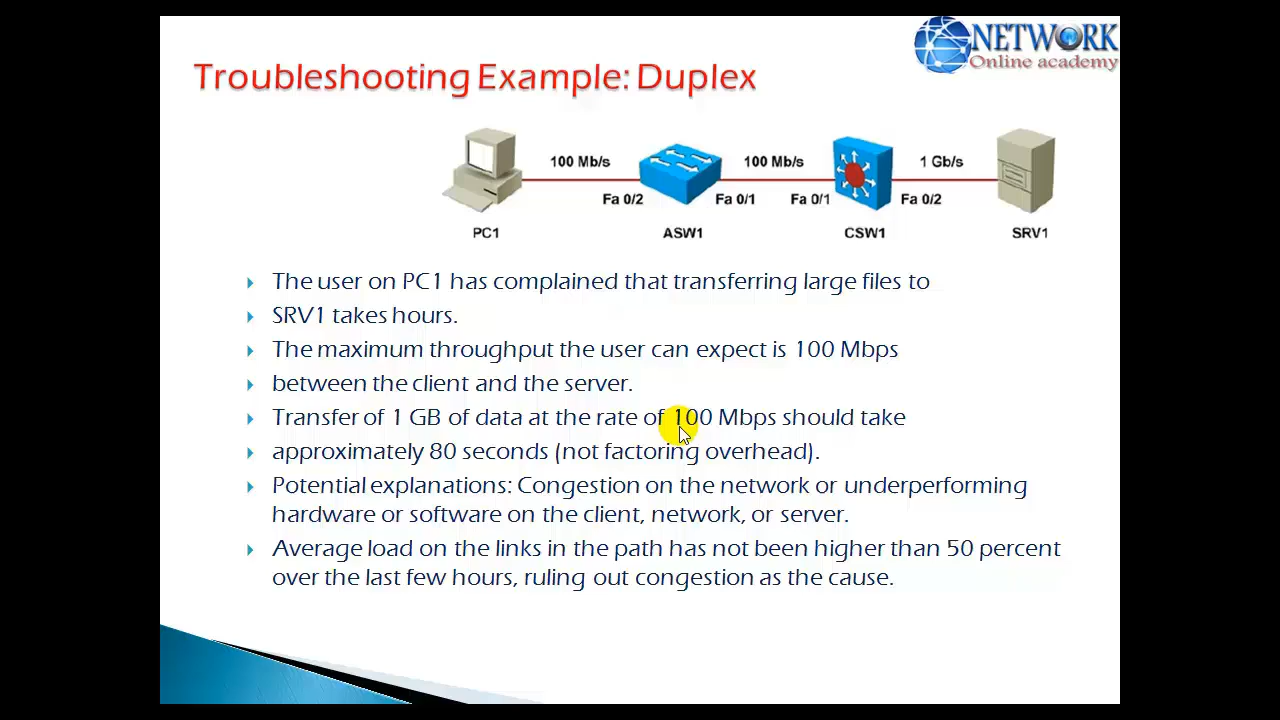 NETWORK
Online academy
Troubleshooting Example: Duplex
100 Mb/s 100 Mb/s 1 Gb/s
Fa 0/2 Fa 0/1 Fa 0/1 Fa 0/2
PC1 ASW1 CSW1 SRV1
The user on PC1 has complained that transferring large files to
SRV1 takes hours.
The maximum throughput the user can expect is 100 Mbps
between the client and the server.
Transfer of 1 GB of data at the rate of 100 Mbps should take
approximately 80 seconds (not factoring overhead).
Potential explanations: Congestion on the network or underperforming
hardware or software on the client, network, or server.
Average load on the links in the path has not been higher than 50 percent
over the last few hours, ruling out congestion as the cause.